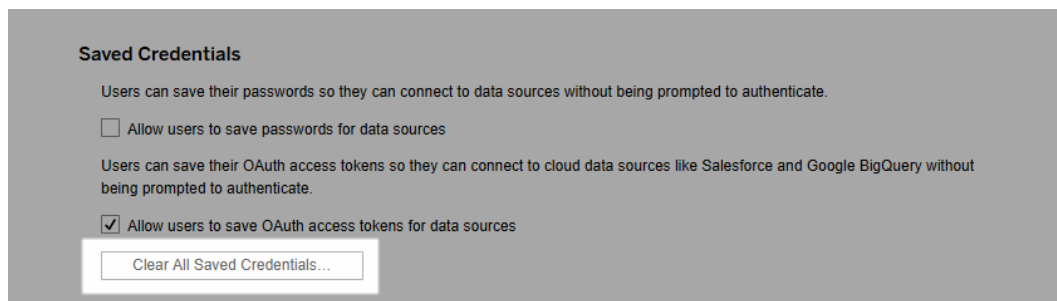 Saved Credentials
Users can save their passwords so they can connect to data sources without being prompted to authenticate.
Allow users to save passwords for data sources
Users can save their OAuth access tokens so they can connect to cloud data sources like Salesforce and Google BigQuery without
being prompted to authenticate.
Allow users to save OAuth access tokens for data sources
Clear All Saved Credentials...